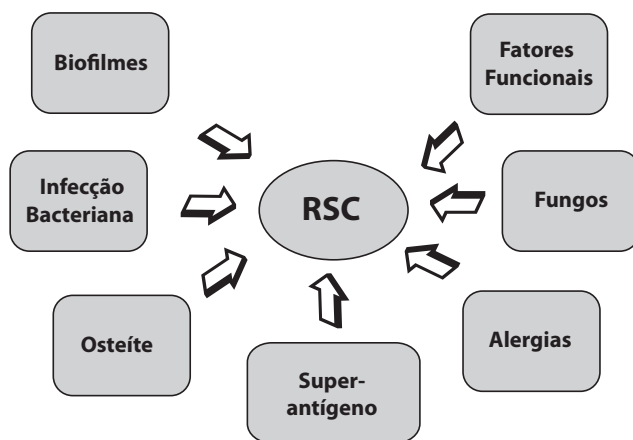 Biofilmes
Fatores
Funcionais
Infecção
Bacteriana
RSC
Fungos
Osteíte
Super-
antígeno
Alergias